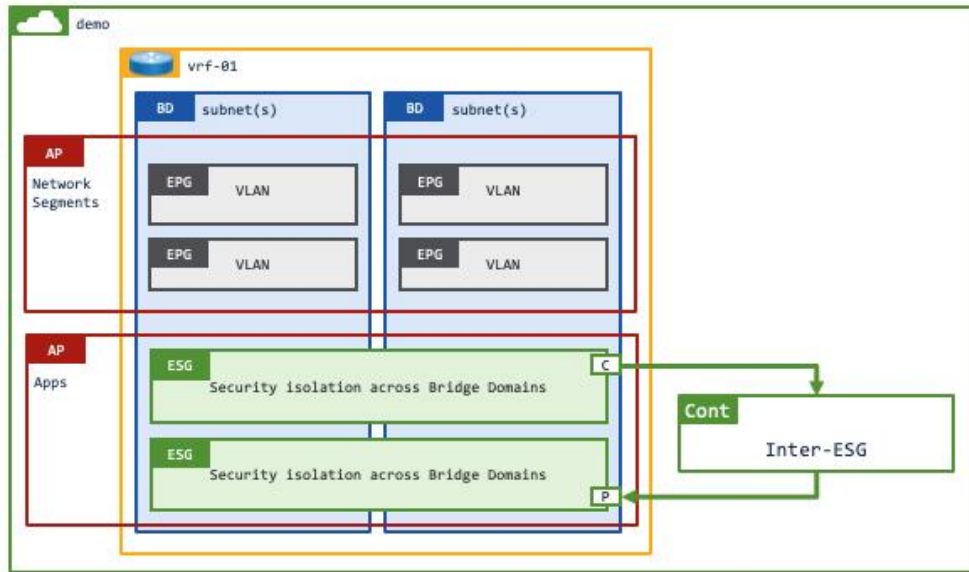 demo
vrf-01
BD subnet(s)
BD subnet(s)
AP
Network
Segments
EPG VLAN
EPG VLAN
EPG VLAN
EPG VLAN
AP
Apps
ESG
Security isolation across Bridge Domains
C
ESG
Security isolation across Bridge Domains
P
Cont
Inter-ESG